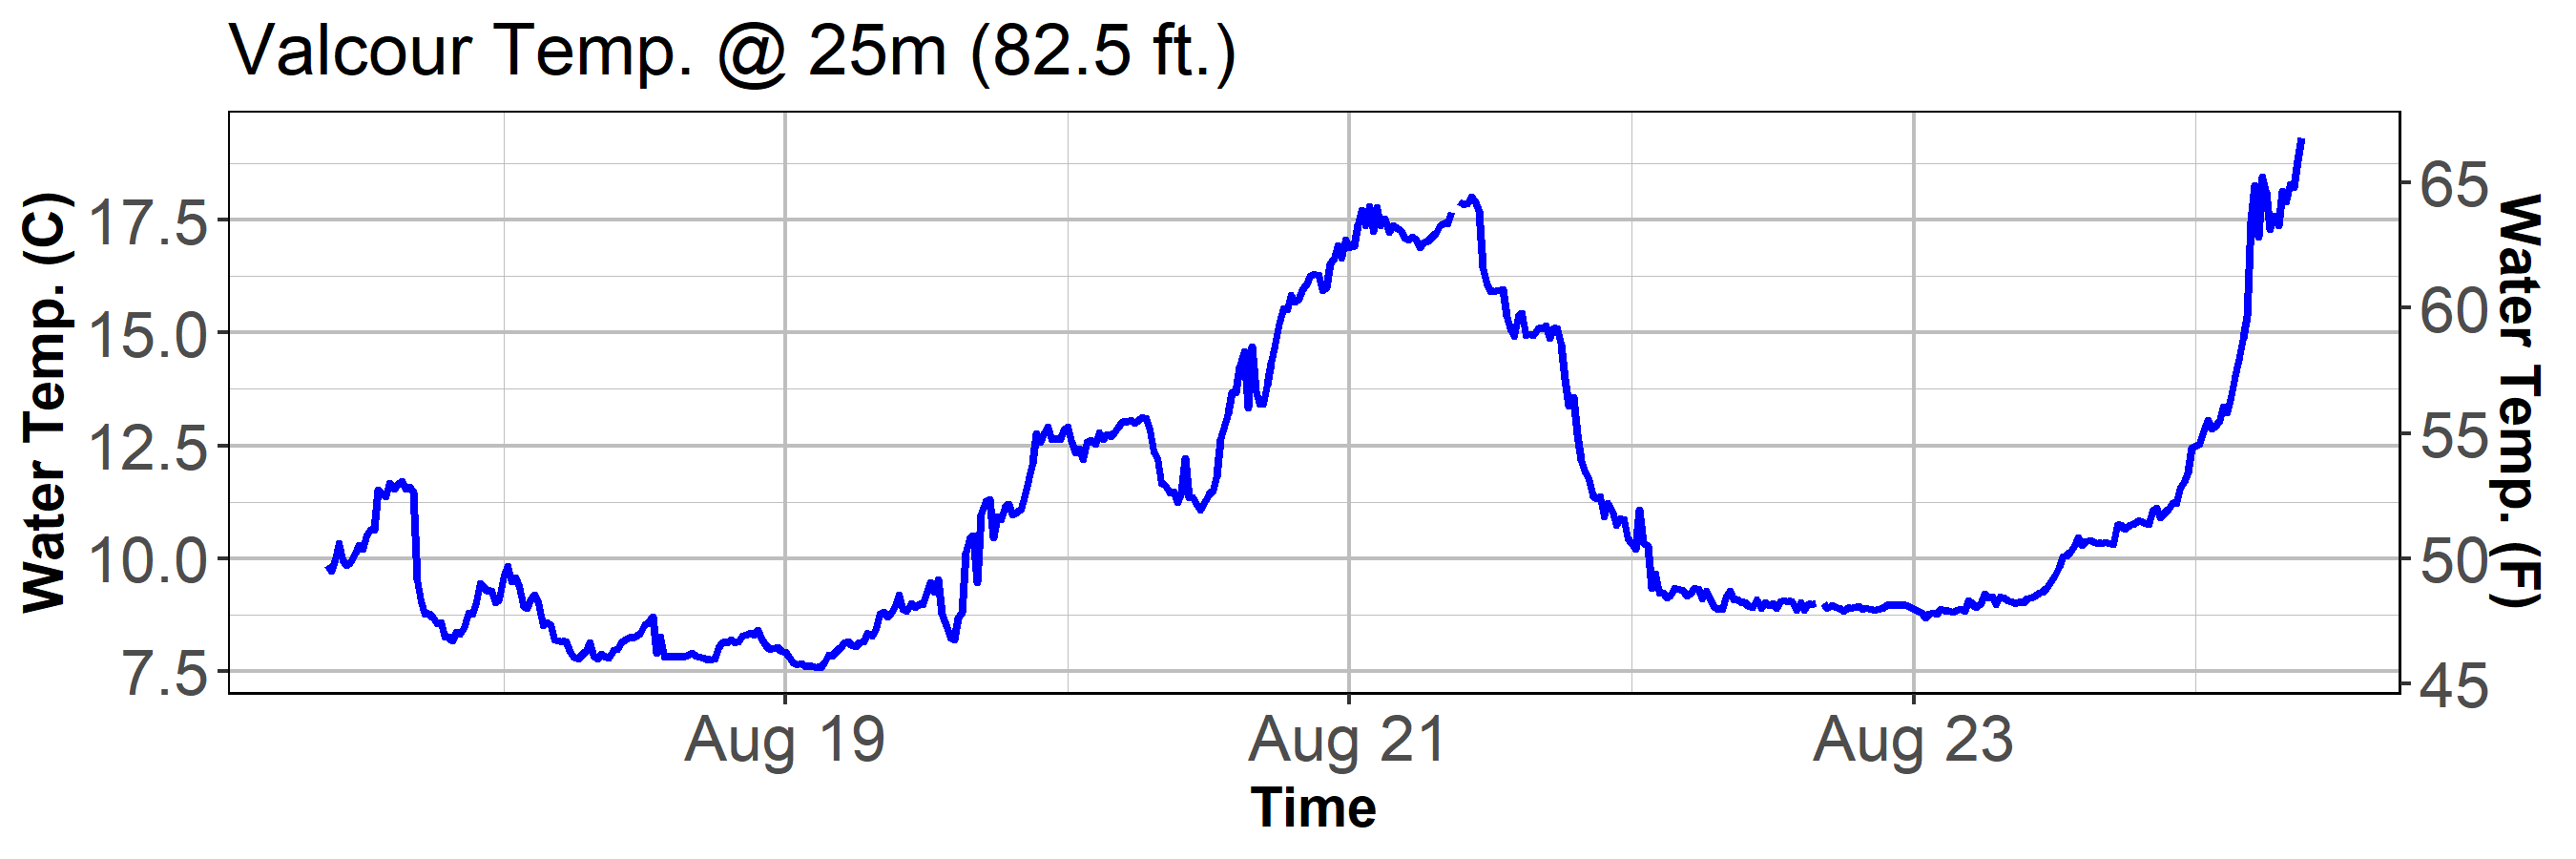 Valcour Temp. @ 25m (82.5 ft.)
Water Temp. (C)
17.5
15.0
12.5
10.0
7.5
65
60
55
50
45
Water Temp. (F)
Aug 19
Aug 21
Aug 23
Time